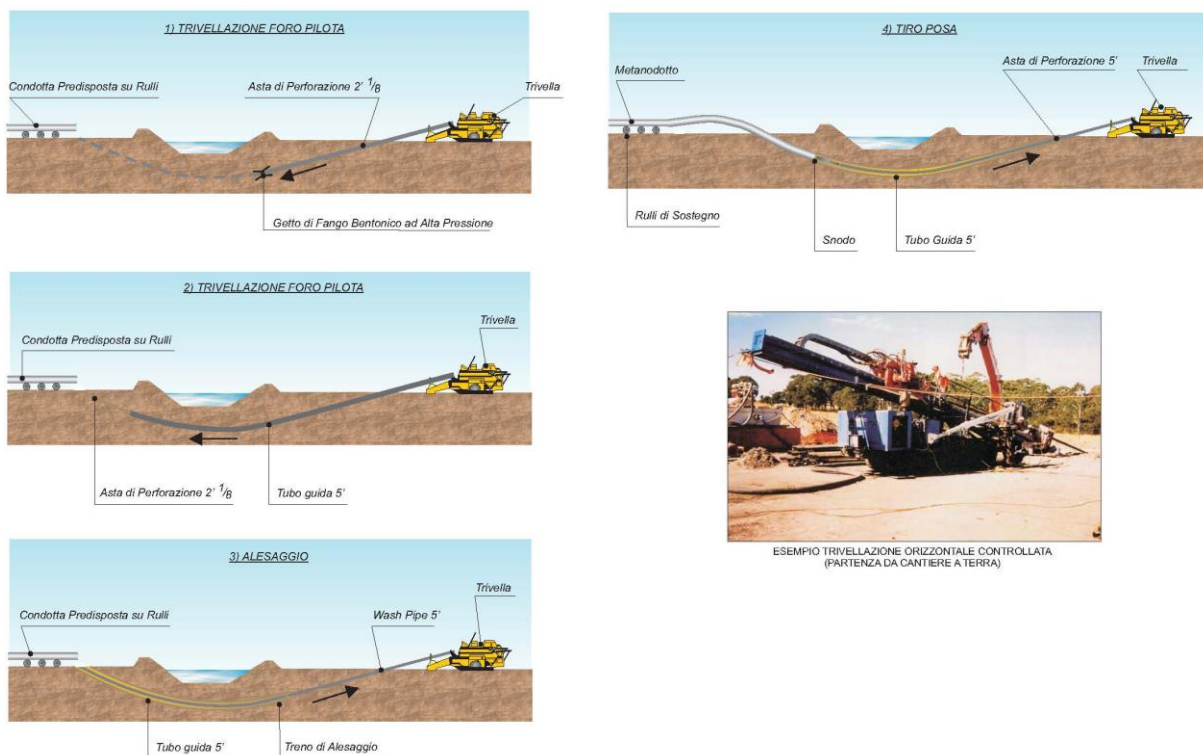 1) TRIVELLAZIONE FORO PILOTA
Condotta Predisposta su Rulli
Asta di Perforazione 2' 1/8
Trivella
Getto di Fango Bentonico ad Alta Pressione
2) TRIVELLAZIONE FORO PILOTA
Trivella
Condotta Predisposta su Rulli
Asta di Perforazione 2' 1/8
Tubo guida 5'
3) ALESAGGIO
Trivella
Condotta Predisposta su Rulli
Wash Pipe 5'
Tubo guida 5'
Treno di Alesaggio
4) TIRO POSA
Metanodotto
Asta di Perforazione 5'
Trivella
Rulli di Sostegno
Snodo
Tubo Guida 5'
ESEMPIO TRIVELLAZIONE ORIZZONTALE CONTROLLATA
(PARTENZA DA CANTIERE A TERRA)